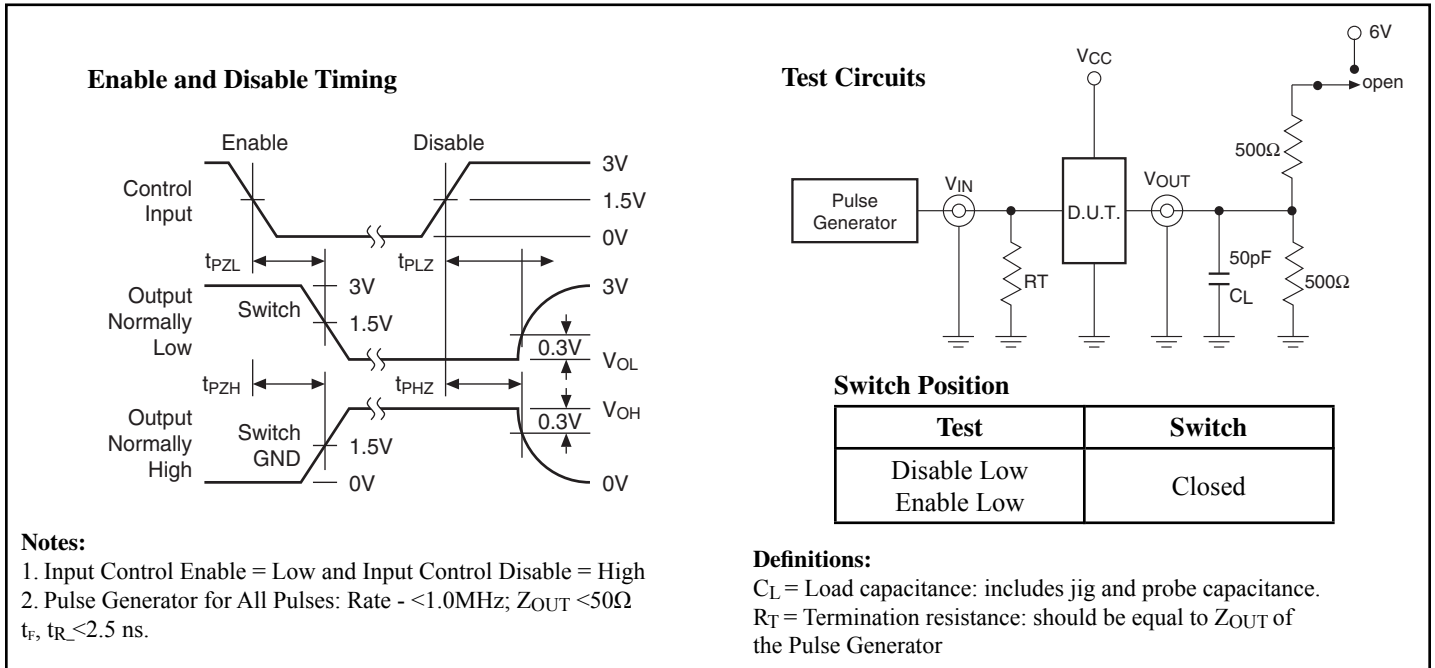 Enable and Disable Timing
Enable
Disable
Control
Input
3V
1.5V
0V
tPZL
tPLZ
Output
Normally
Low
Switch
3V
1.5V
3V
0.3V
VOL
tPZH
tPHZ
Output
Normally
High
Switch
GND
1.5V
0V
VOH
0.3V
0V
Notes:
1. Input Control Enable = Low and Input Control Disable = High
2. Pulse Generator for All Pulses: Rate - <1.0MHz; ZOUT <50Ω
tF, tR_<2.5 ns.
Test Circuits
6V
open
VCC
500Ω
Pulse
Generator
VIN
D.U.T.
VOUT
RT
50pF
CL
500Ω
Switch Position
Test Switch
Disable Low
Enable Low
Closed
Definitions:
CL = Load capacitance: includes jig and probe capacitance.
RT = Termination resistance: should be equal to ZOUT of
the Pulse Generator